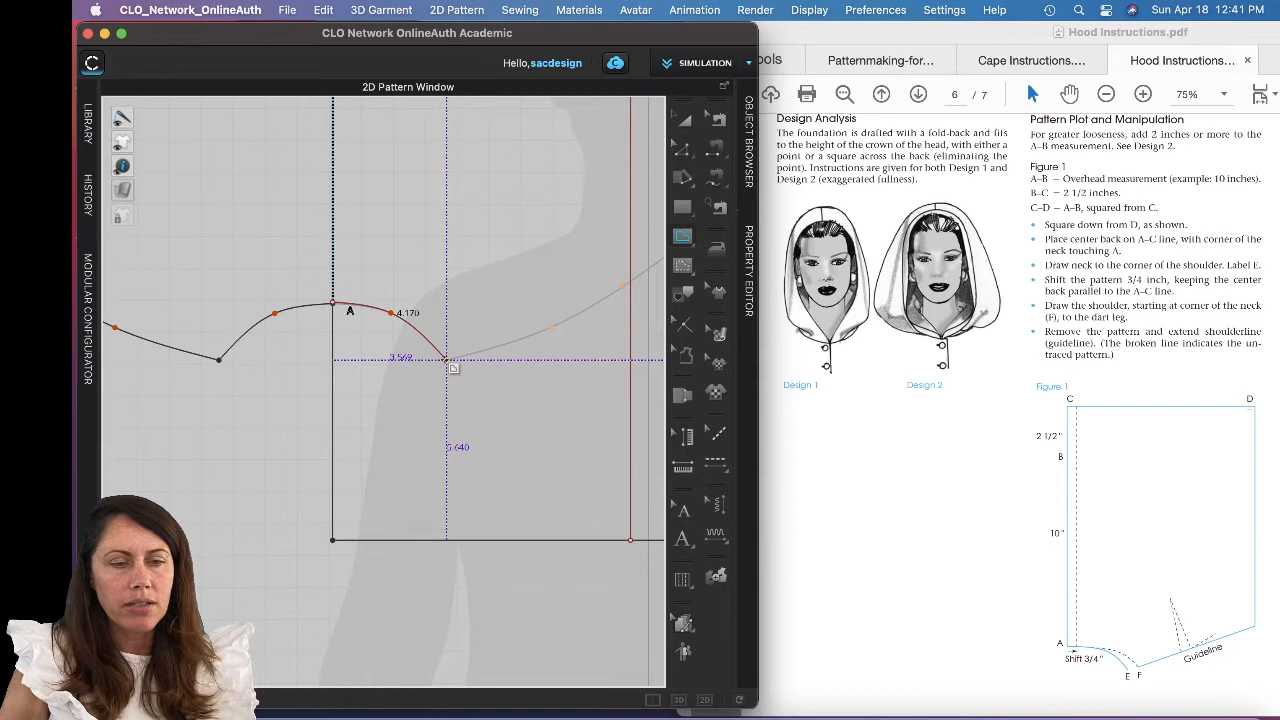 CLO_Network_OnlineAuth File Edit 3D Garment 2D Pattern Sewing Materials Avatar Animation Render Display Preferences Settings Sun Apr 18 12:41 PM
CLO Network OnlineAuth Academic
Hello, sacdesign SIMULATION
2D Pattern Window
LIBRARY
HISTORY
MODULAR CONFIGURATOR
OBJECT BROWSER
PROPERTY EDITOR
A
4.170
3.569
5.640
3D 2D
Hood Instructions.pdf
ools Patternmaking-for... Cape Instructions.... Hood Instructions...
6 / 7 75%
Design Analysis
The foundation is drafted with a fold-back and fits
to the height of the crown of the head, with either a
point or a square across the back (eliminating the
point). Instructions are given for both Design 1 and
Design 2 (exaggerated fullness).
Design 1 Design 2
Pattern Plot and Manipulation
For greater looseness, add 2 inches or more to the
A–B measurement. See Design 2.
Figure 1
A–B = Overhead measurement (example: 10 inches).
B–C = 2 1/2 inches.
C–D = A–B, squared from C.
• Square down from D, as shown.
• Place center back on A–C line, with corner of the
neck touching A.
• Draw neck to the corner of the shoulder. Label E.
• Shift the pattern 3/4 inch, keeping the center
back parallel to the A–C line.
• Draw the shoulder, starting at corner of the neck
(F), to the dart leg.
• Remove the pattern and extend shoulderline
(guideline). (The broken line indicates the un-
traced pattern.)
Figure 1
C D
2 1/2"
B
10"
A
Shift 3/4"
E F
Guideline